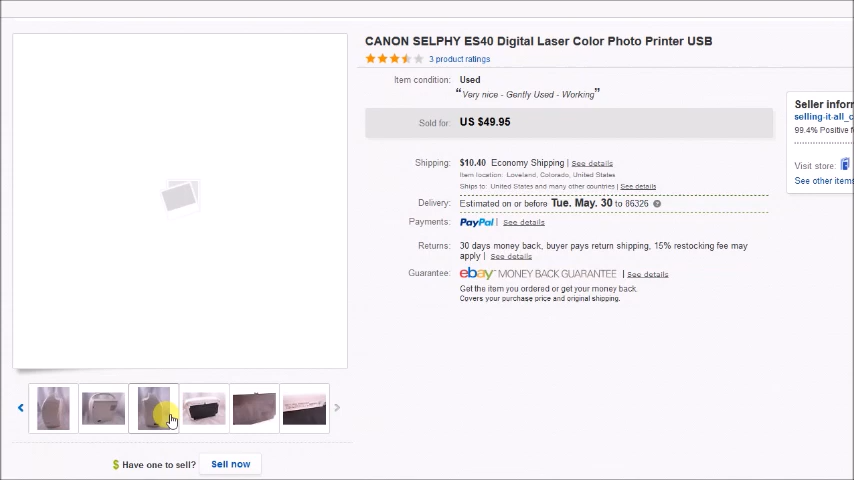 CANON SELPHY ES40 Digital Laser Color Photo Printer USB
3 product ratings
Item condition: Used
“Very nice - Gently Used - Working”
Sold for: US $49.95
Shipping: $10.40 Economy Shipping | See details
Item location: Loveland, Colorado, United States
Ships to: United States and many other countries | See details
Delivery: Estimated on or before Tue. May. 30 to 86326
Payments: PayPal | See details
Returns: 30 days money back, buyer pays return shipping, 15% restocking fee may
apply | See details
Guarantee: ebay MONEY BACK GUARANTEE | See details
Get the item you ordered or get your money back.
Covers your purchase price and original shipping.
Seller infor
selling-it-all_c
99.4% Positive f
Visit store:
See other items
$ Have one to sell? Sell now